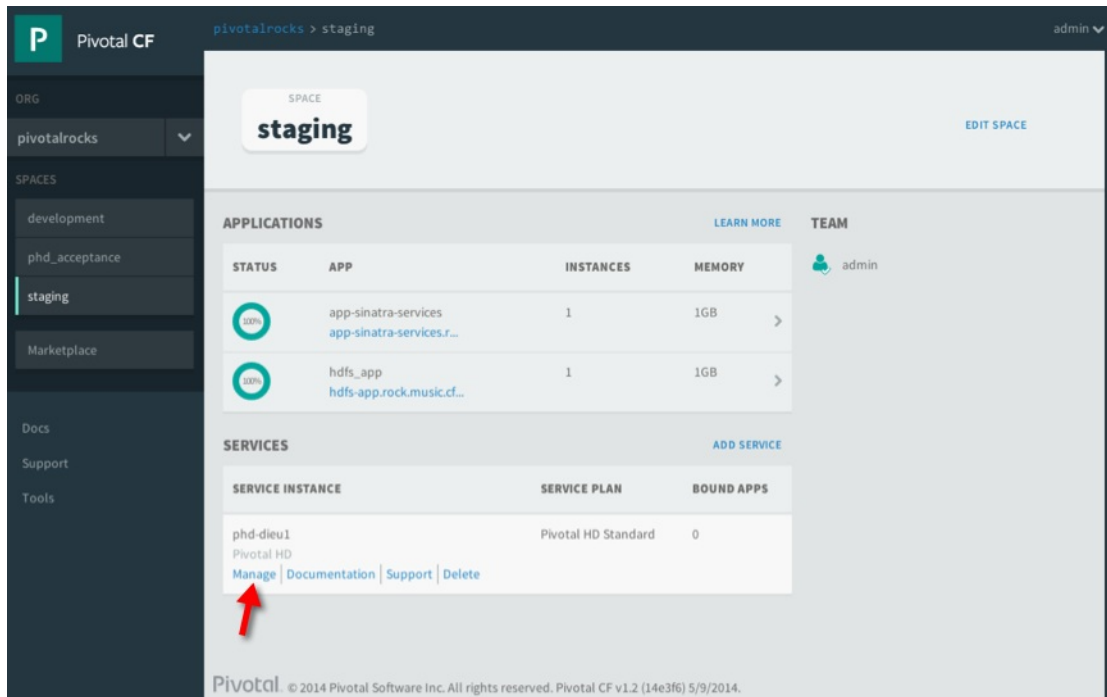 P Pivotal CF
pivotalrocks > staging
admin
ORG
pivotalrocks
SPACES
development
phd_acceptance
staging
Marketplace
Docs
Support
Tools
SPACE
staging
EDIT SPACE
APPLICATIONS
LEARN MORE
STATUS APP INSTANCES MEMORY
100% app-sinatra-services 1 1GB
app-sinatra-services.r...
100% hdfs_app 1 1GB
hdfs-app.rock.music.cf...
SERVICES
ADD SERVICE
SERVICE INSTANCE SERVICE PLAN BOUND APPS
phd-dieu1 Pivotal HD Standard 0
Pivotal HD
Manage | Documentation | Support | Delete
TEAM
admin
Pivotal. © 2014 Pivotal Software Inc. All rights reserved. Pivotal CF v1.2 (14e3f6) 5/9/2014.